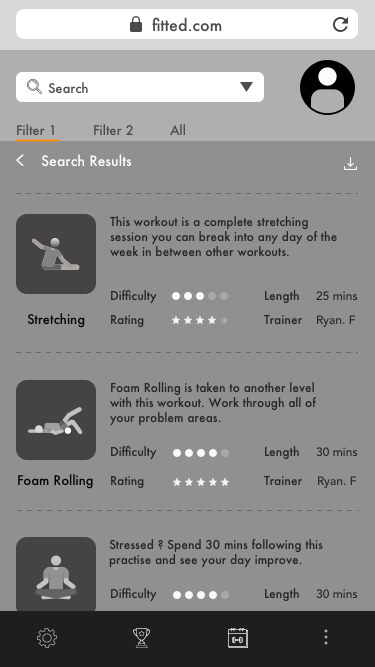 fitted.com
Search
Filter 1 Filter 2 All
Search Results
This workout is a complete stretching
session you can break into any day of the
week in between other workouts.
Difficulty Length 25 mins
Stretching Rating Trainer Ryan. F
Foam Rolling is taken to another level
with this workout. Work through all of
your problem areas.
Difficulty Length 30 mins
Foam Rolling Rating Trainer Ryan. F
Stressed ? Spend 30 mins following this
practise and see your day improve.
Difficulty Length 30 mins